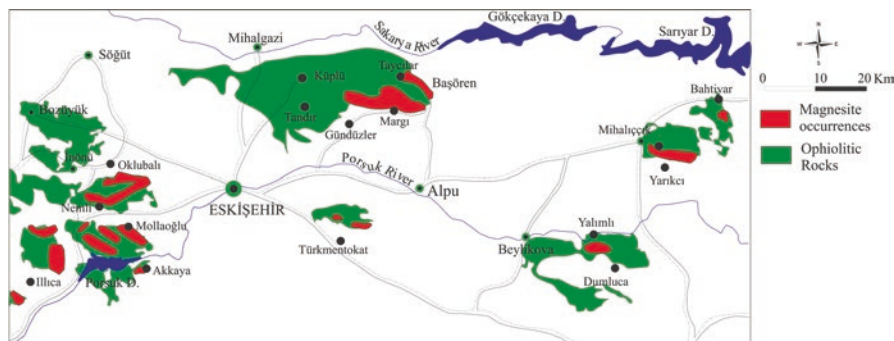 Gökçekaya D.
Sarıyar D.
Sakarya River
Mihalgazi
Söğüt
N
W
E
S
0 10 20 Km
Taycılar
Küplü
Başören
Bahtiyar
Bozüyük
Tandır
Margı
Gündüzler
Mihalıççık
Magnesite
occurrences
Ophiolitic
Rocks
İnönü
Oklubalı
Porsuk River
Yarıkcı
Alpu
ESKİŞEHİR
Nemli
Mollaoğlu
Türkmentokat
Yalımlı
Beylikova
Akkaya
Illıca
Porsuk D.
Dumluca